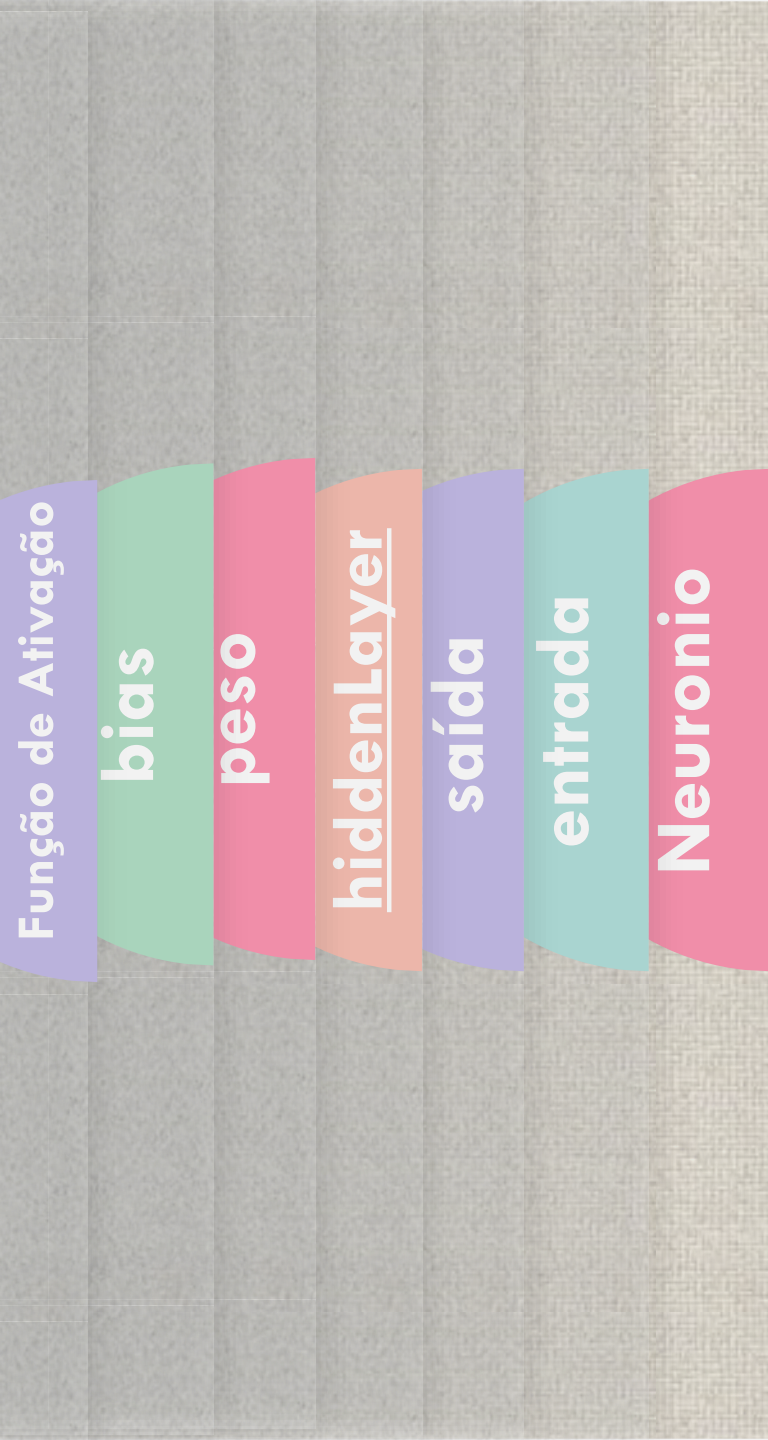 Função de Ativação
bias
peso
hiddenLayer
saída
entrada
Neuronio